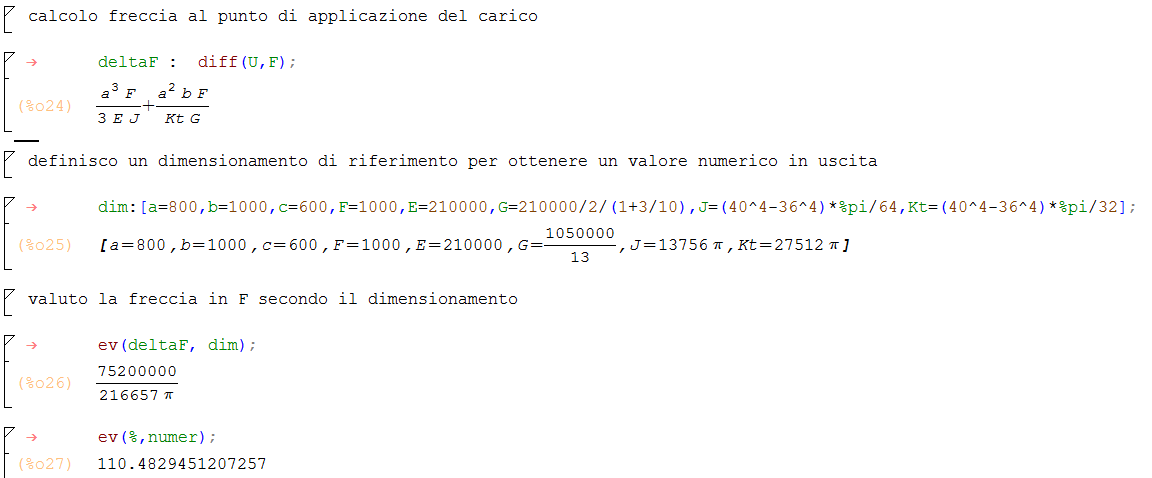 calcolo freccia al punto di applicazione del carico
→ deltaF : diff(U,F);
(%o24) a^3 F / 3 E J + a^2 b F / Kt G
definisco un dimensionamento di riferimento per ottenere un valore numerico in uscita
→ dim:[a=800,b=1000,c=600,F=1000,E=210000,G=210000/2/(1+3/10),J=(40^4-36^4)*%pi/64,Kt=(40^4-36^4)*%pi/32];
(%o25) [a=800,b=1000,c=600,F=1000,E=210000,G=1050000/13,J=13756 π,Kt=27512 π]
valuto la freccia in F secondo il dimensionamento
→ ev(deltaF, dim);
(%o26) 75200000 / 216657 π
→ ev(%,numer);
(%o27) 110.4829451207257